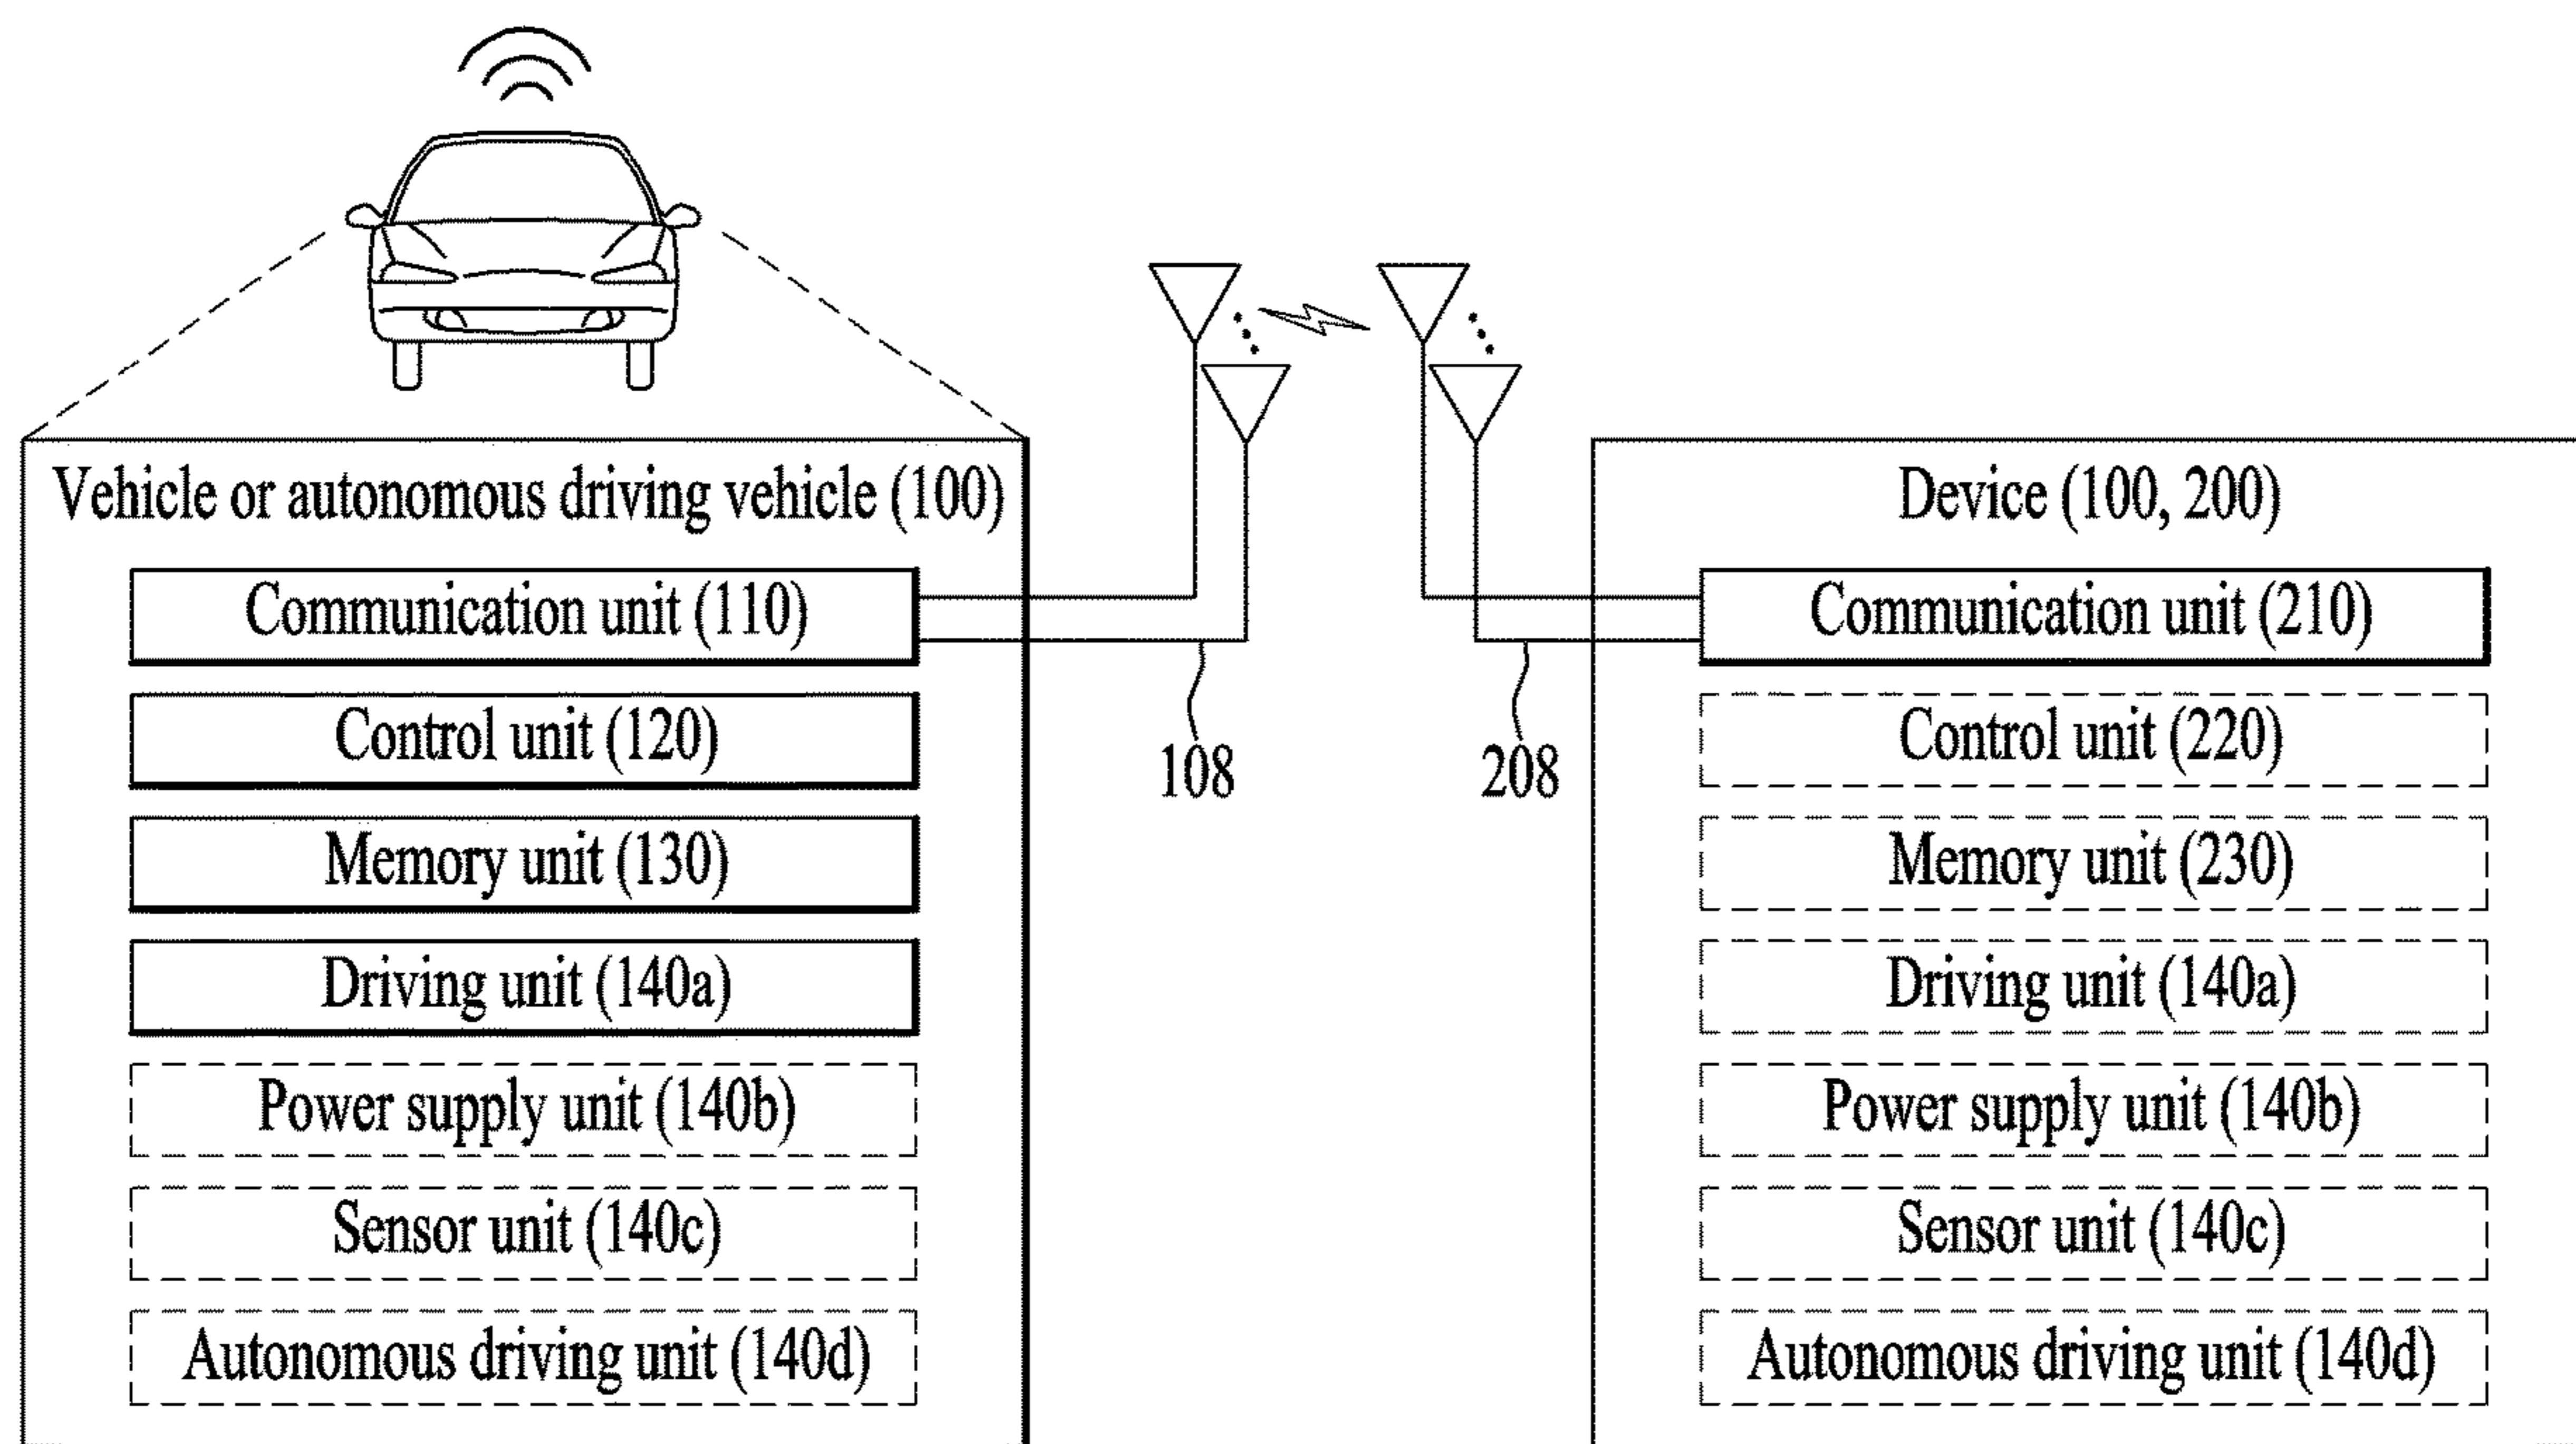 Vehicle or autonomous driving vehicle (100)
Communication unit (110)
Control unit (120)
Memory unit (130)
Driving unit (140a)
Power supply unit (140b)
Sensor unit (140c)
Autonomous driving unit (140d)
108
208
Device (100, 200)
Communication unit (210)
Control unit (220)
Memory unit (230)
Driving unit (140a)
Power supply unit (140b)
Sensor unit (140c)
Autonomous driving unit (140d)